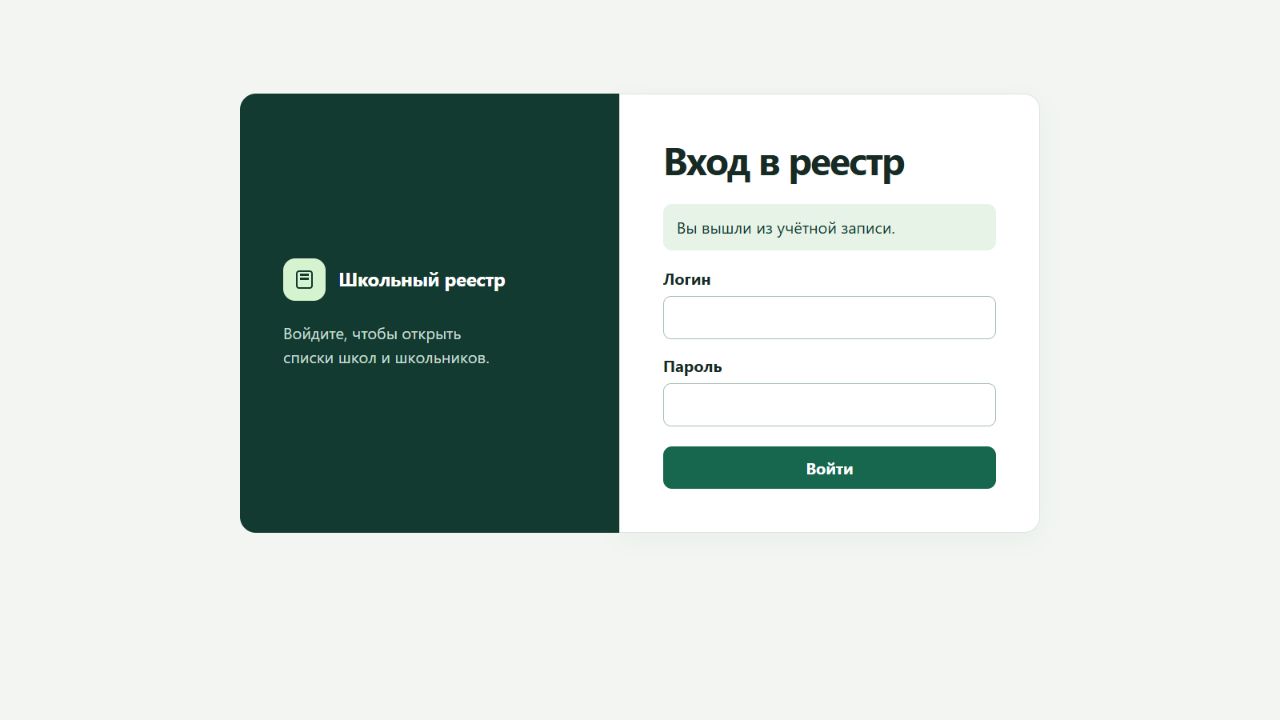 Школьный реестр
Войдите, чтобы открыть
списки школ и школьников.
Вход в реестр
Вы вышли из учётной записи.
Логин
Пароль
Войти